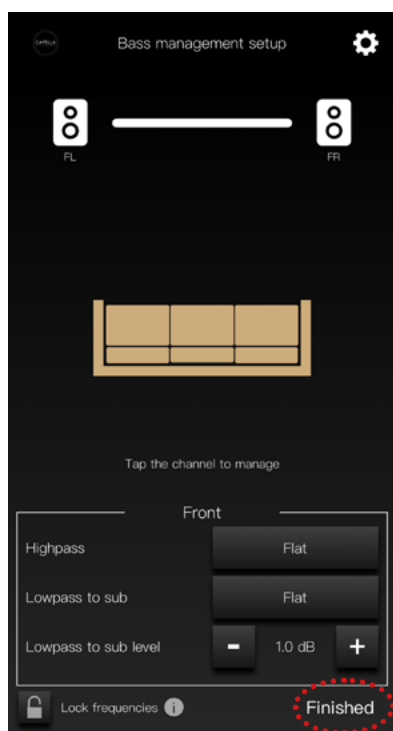 CAPELLA
Bass management setup
FL
FR
Tap the channel to manage
Front
Highpass
Flat
Lowpass to sub
Flat
Lowpass to sub level
- 1.0 dB +
Lock frequencies i
Finished